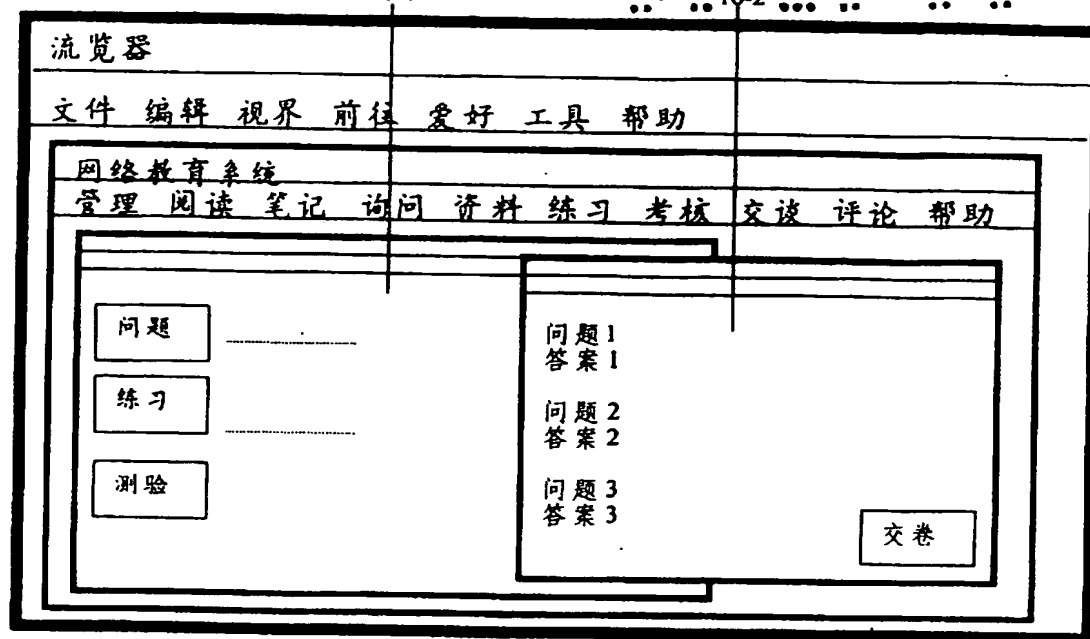 10-2
流览器
文件 编辑 视界 前往 爱好 工具 帮助
网络教育系统
管理 阅读 笔记 询问 资料 练习 考核 交谈 评论 帮助
问题
练习
测验
问题1
答案1
问题2
答案2
问题3
答案3
交卷